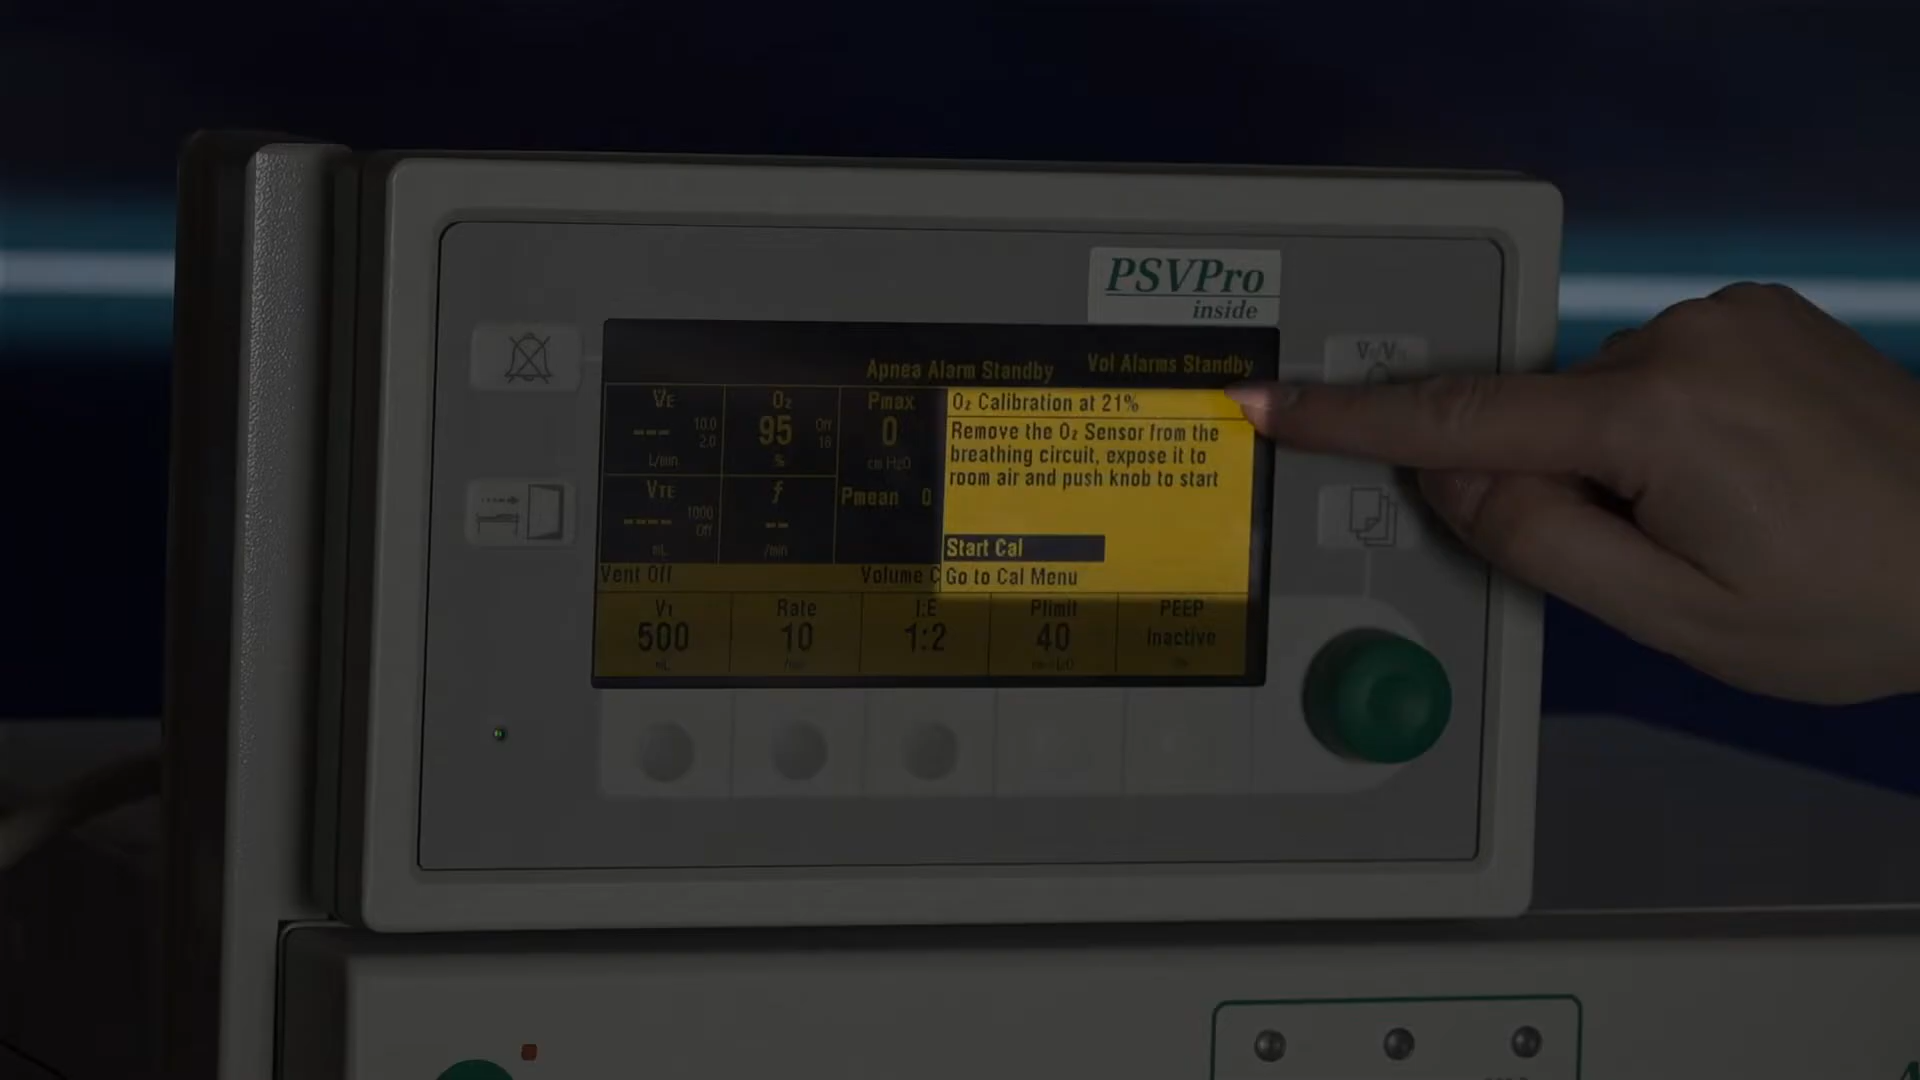 PSVPro
inside
Apnea Alarm Standby
Vol Alarms Standby
V̇E
---
10.0
2.0
L/min
O₂
95
Off
18
%
Pmax
0
cm H2O
VTE
----
1000
Off
mL
f
--
/min
Pmean 0
O₂ Calibration at 21%
Remove the O₂ Sensor from the
breathing circuit, expose it to
room air and push knob to start
Start Cal
Go to Cal Menu
Vent Off
Volume C
VT
500
mL
Rate
10
/min
I:E
1:2
Plimit
40
PEEP
Inactive